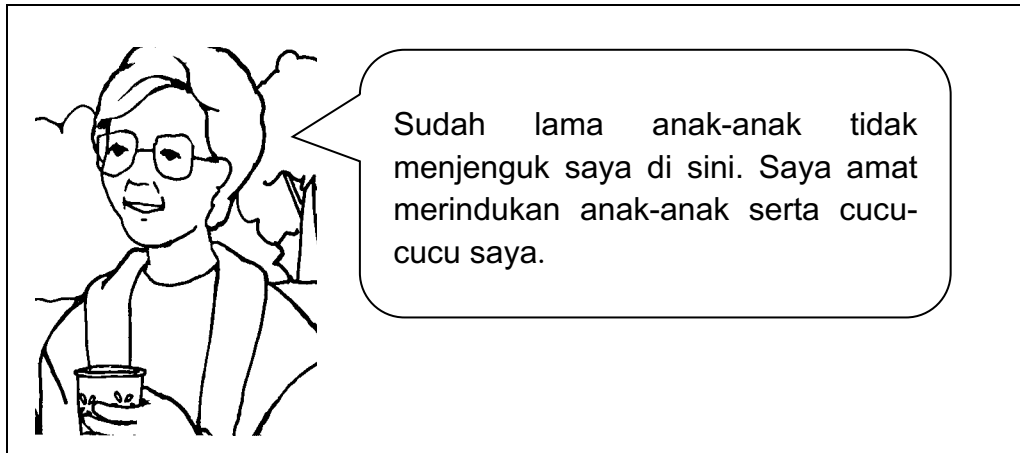 Sudah lama anak-anak tidak
menjenguk saya di sini. Saya amat
merindukan anak-anak serta cucu-
cucu saya.